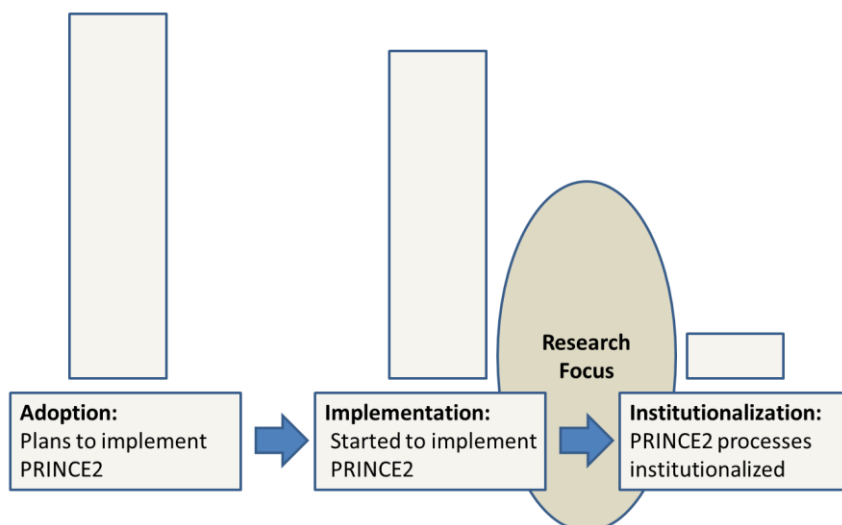 Research
Focus
Adoption:
Plans to implement
PRINCE2
Implementation:
Started to implement
PRINCE2
Institutionalization:
PRINCE2 processes
institutionalized